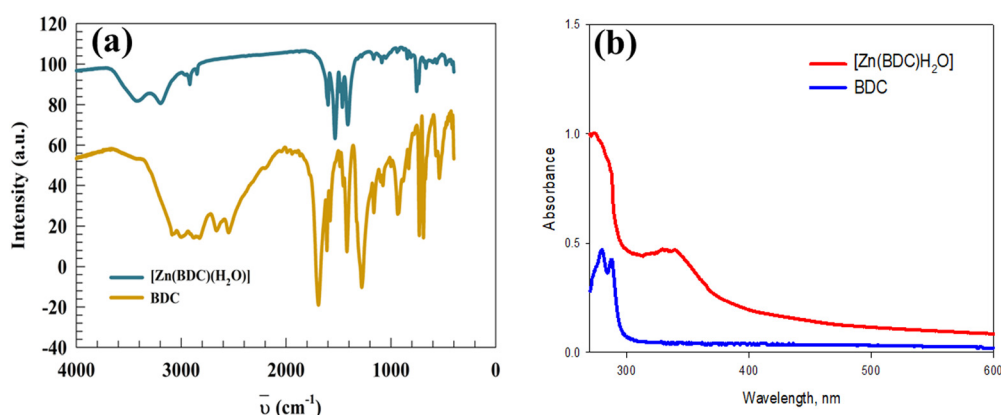 (a)
120
100
80
60
40
20
0
-20
-40
Intensity (a.u.)
[Zn(BDC)(H₂O)]
BDC
4000 3000 2000 1000 0
ῡ (cm⁻¹)
(b)
1.5
1.0
0.5
0.0
Absorbance
[Zn(BDC)H₂O]
BDC
300 400 500 600
Wavelength, nm